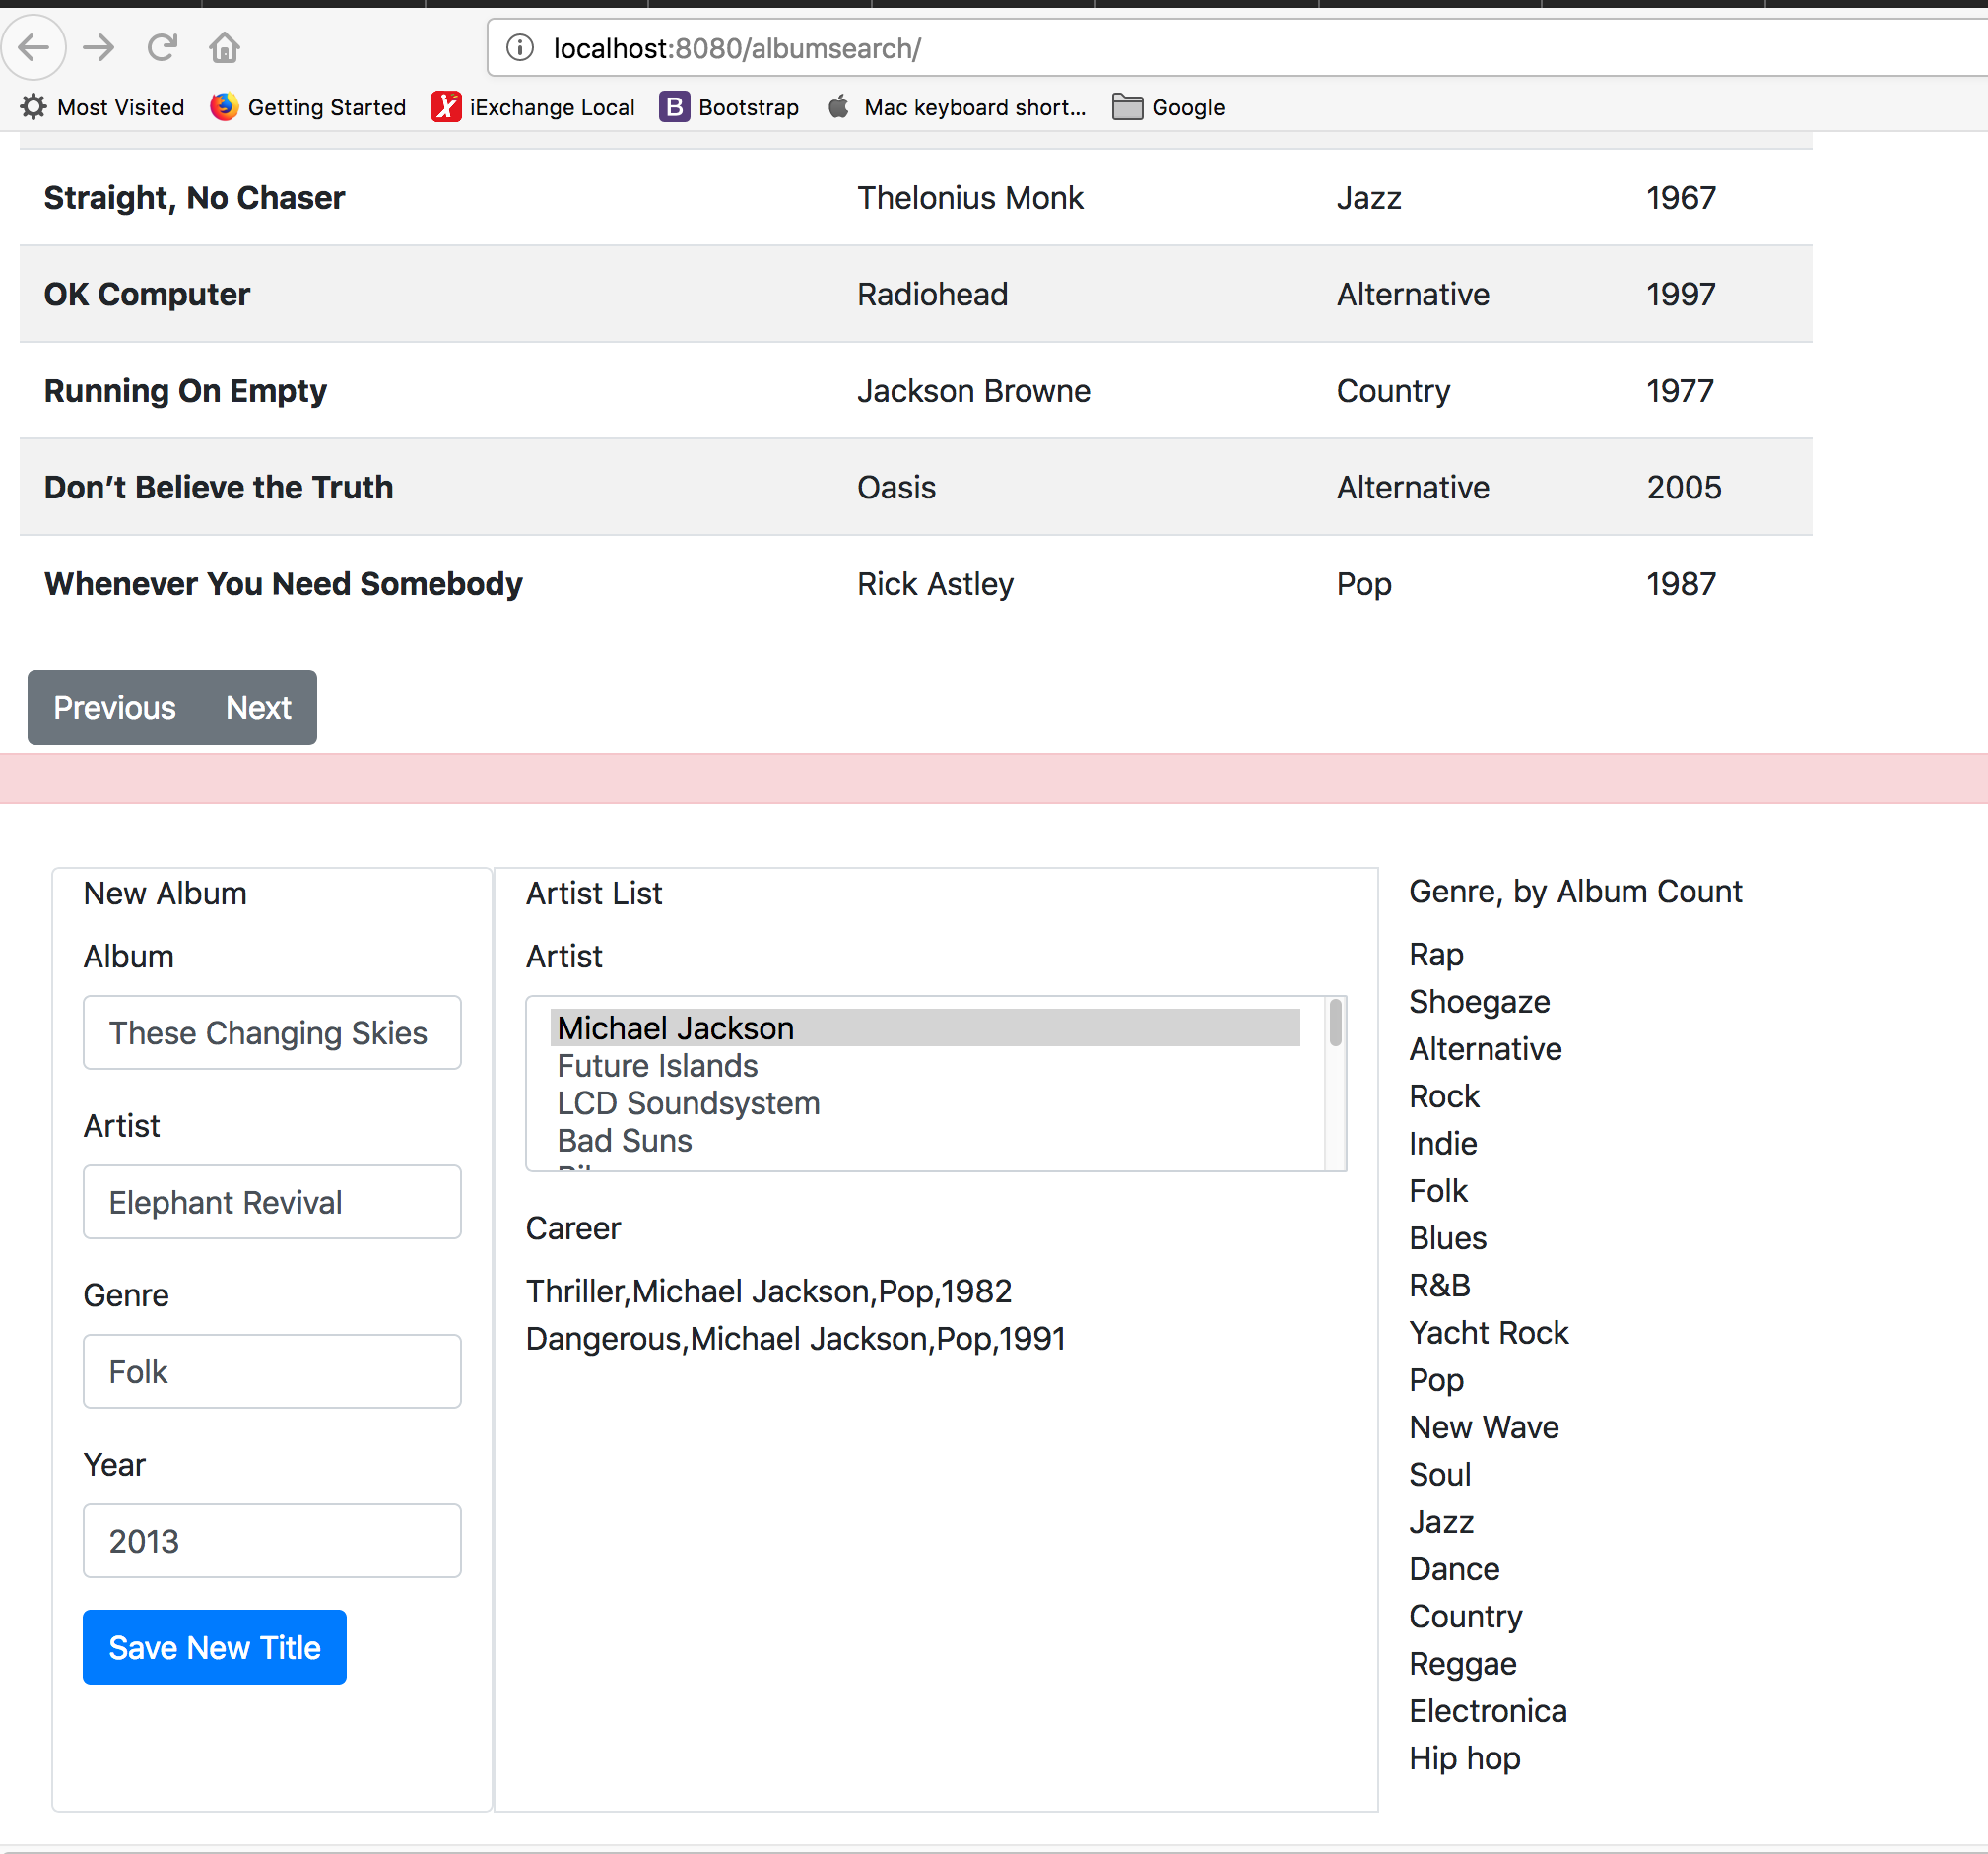 localhost:8080/albumsearch/
Most Visited Getting Started iExchange Local B Bootstrap Mac keyboard short... Google
Straight, No Chaser Thelonius Monk Jazz 1967
OK Computer Radiohead Alternative 1997
Running On Empty Jackson Browne Country 1977
Don’t Believe the Truth Oasis Alternative 2005
Whenever You Need Somebody Rick Astley Pop 1987
Previous Next
New Album
Album
These Changing Skies
Artist
Elephant Revival
Genre
Folk
Year
2013
Save New Title
Artist List
Artist
Michael Jackson
Future Islands
LCD Soundsystem
Bad Suns
Career
Thriller,Michael Jackson,Pop,1982
Dangerous,Michael Jackson,Pop,1991
Genre, by Album Count
Rap
Shoegaze
Alternative
Rock
Indie
Folk
Blues
R&B
Yacht Rock
Pop
New Wave
Soul
Jazz
Dance
Country
Reggae
Electronica
Hip hop